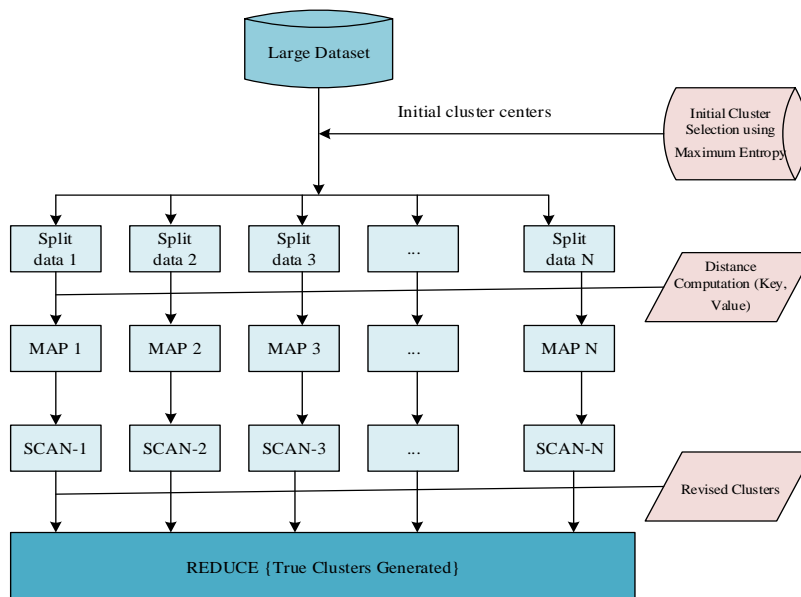 Large Dataset
Initial cluster centers
Initial Cluster
Selection using
Maximum Entropy
Split
data 1
Split
data 2
Split
data 3
...
Split
data N
Distance
Computation (Key,
Value)
MAP 1
MAP 2
MAP 3
...
MAP N
SCAN-1
SCAN-2
SCAN-3
...
SCAN-N
Revised Clusters
REDUCE {True Clusters Generated}